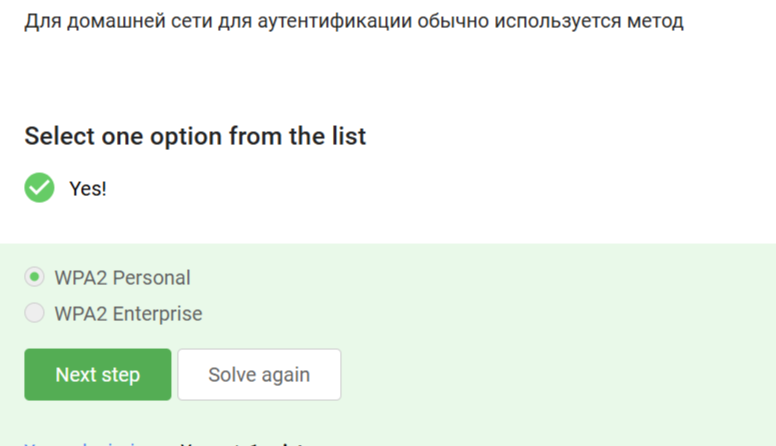 Для домашней сети для аутентификации обычно используется метод
Select one option from the list
Yes!
WPA2 Personal
WPA2 Enterprise
Next step
Solve again